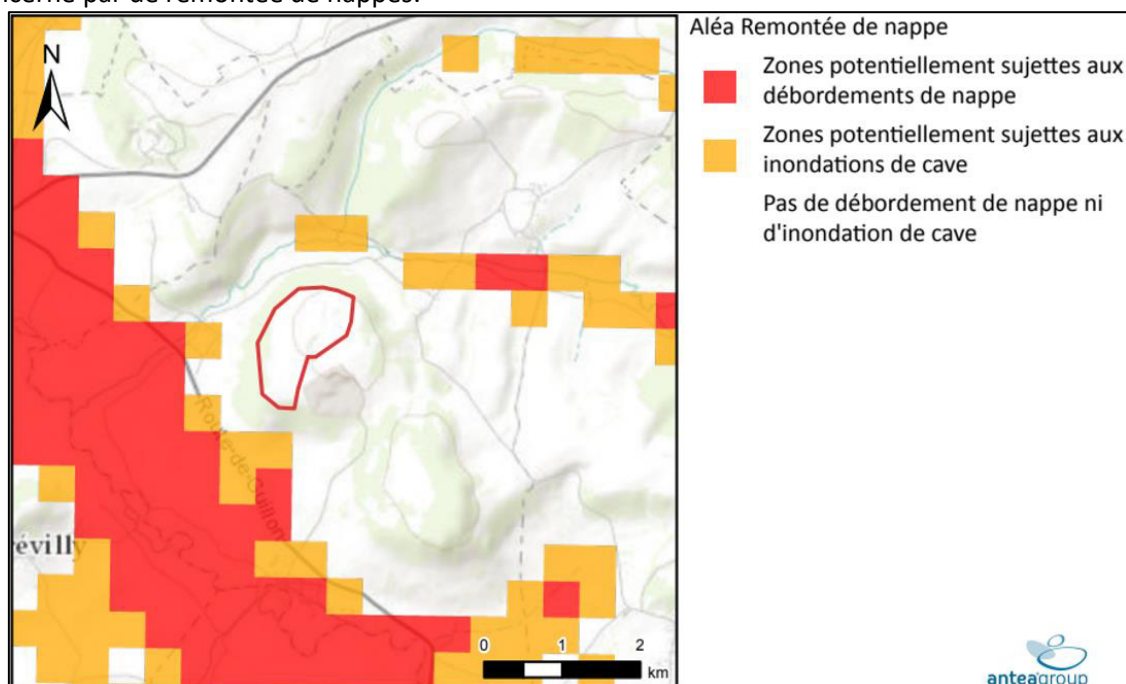 par de remontée de nappes.
N
Aléa Remontée de nappe
Zones potentiellement sujettes aux
débordements de nappe
Zones potentiellement sujettes aux
inondations de cave
Pas de débordement de nappe ni
d'inondation de cave
Route-de-Guillon
évilly
0 1 2
km
anteagroup